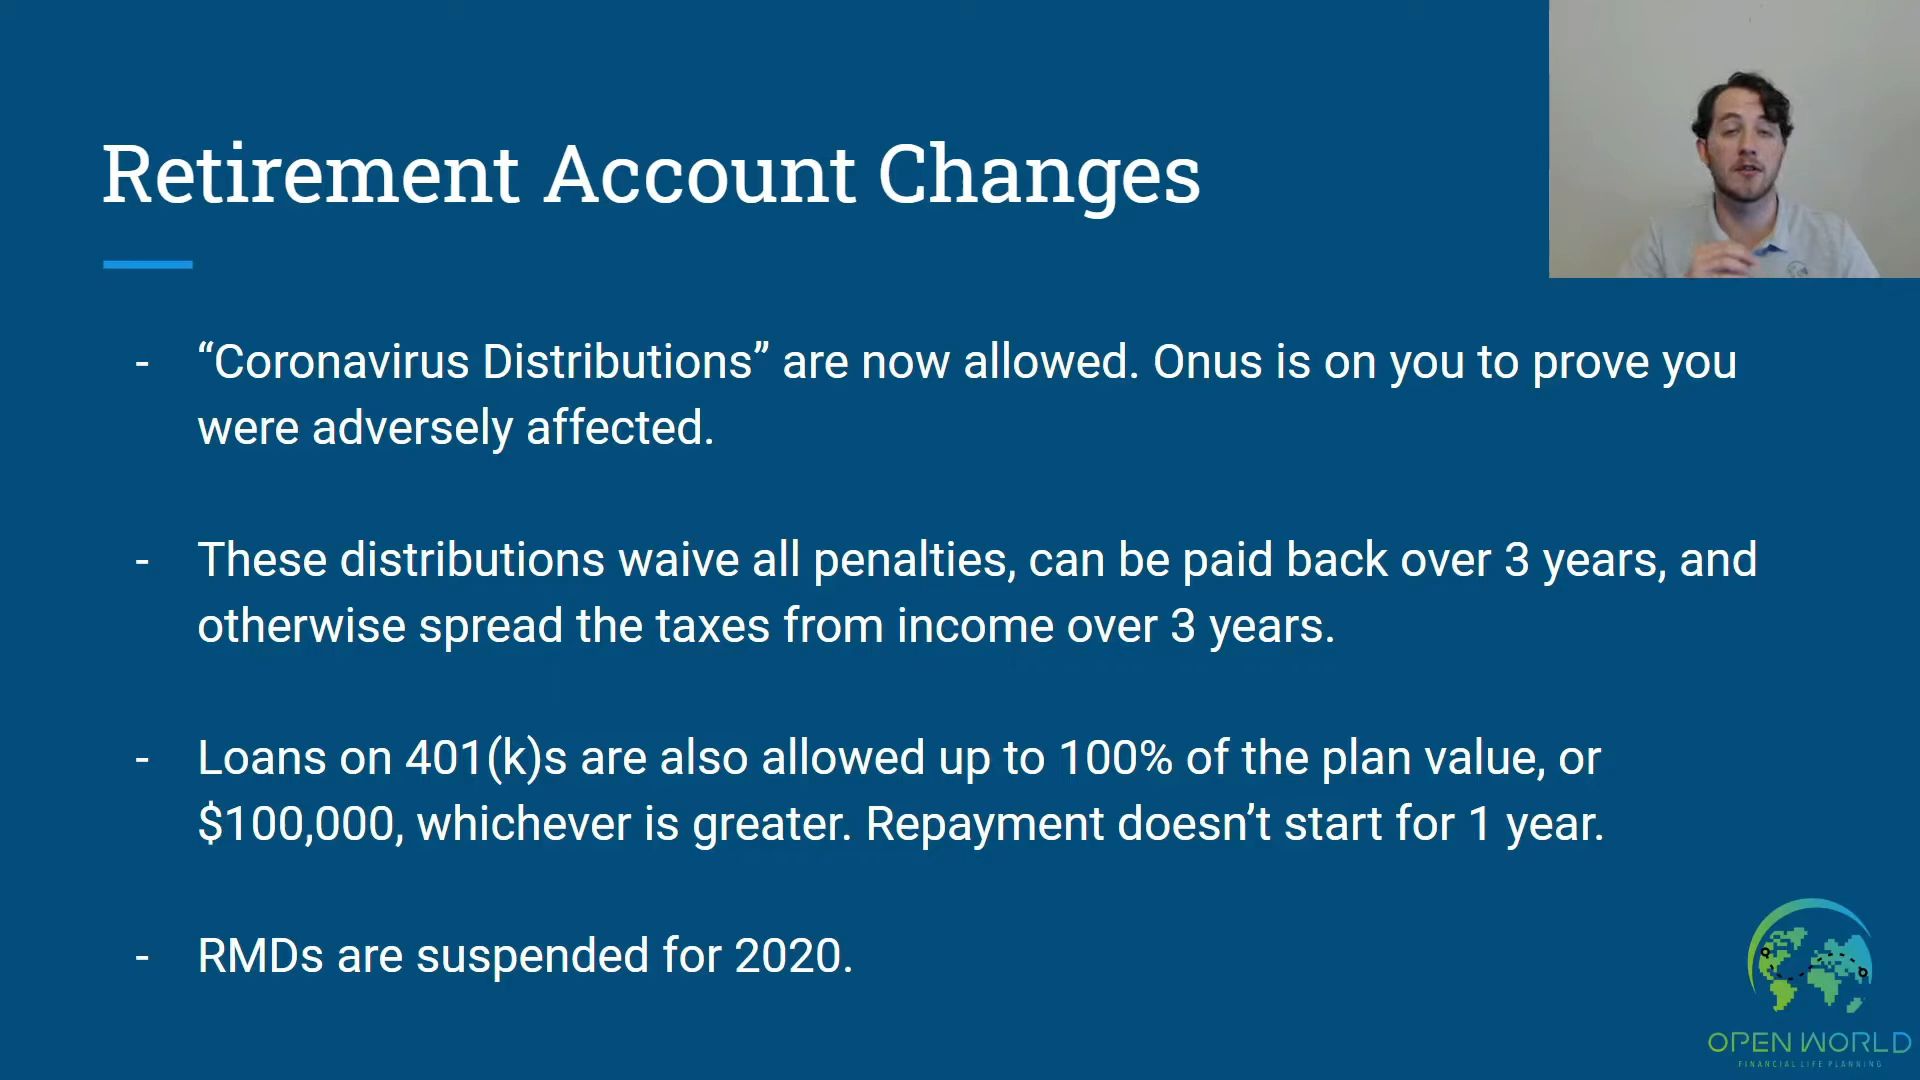 Retirement Account Changes
- “Coronavirus Distributions” are now allowed. Onus is on you to prove you
were adversely affected.
- These distributions waive all penalties, can be paid back over 3 years, and
otherwise spread the taxes from income over 3 years.
- Loans on 401(k)s are also allowed up to 100% of the plan value, or
$100,000, whichever is greater. Repayment doesn’t start for 1 year.
- RMDs are suspended for 2020.
OPEN WORLD
FINANCIAL LIFE PLANNING